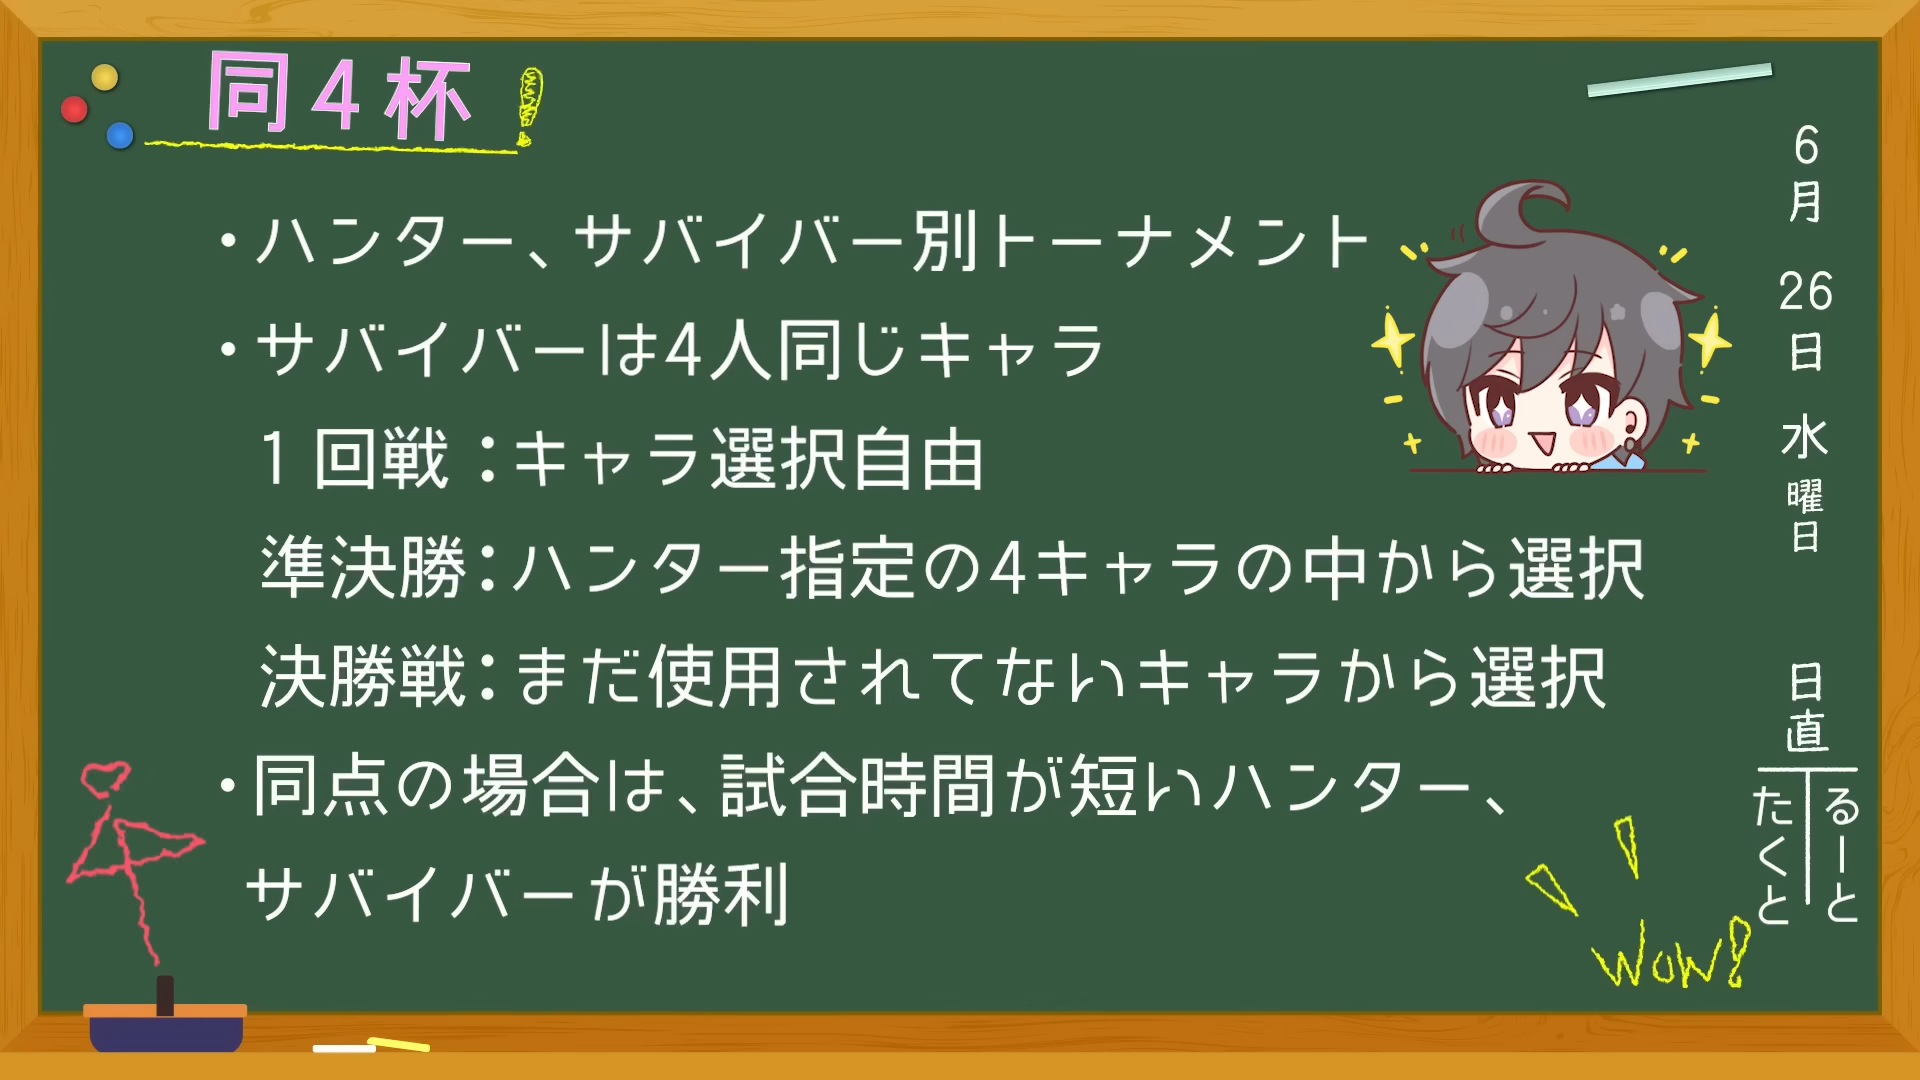 同4杯!
・ハンター、サバイバー別トーナメント
・サバイバーは4人同じキャラ
1回戦：キャラ選択自由
準決勝：ハンター指定の4キャラの中から選択
決勝戦：まだ使用されてないキャラから選択
・同点の場合は、試合時間が短いハンター、
サバイバーが勝利
6月 26日 水曜日
日直
るーと
たくと
WOW!